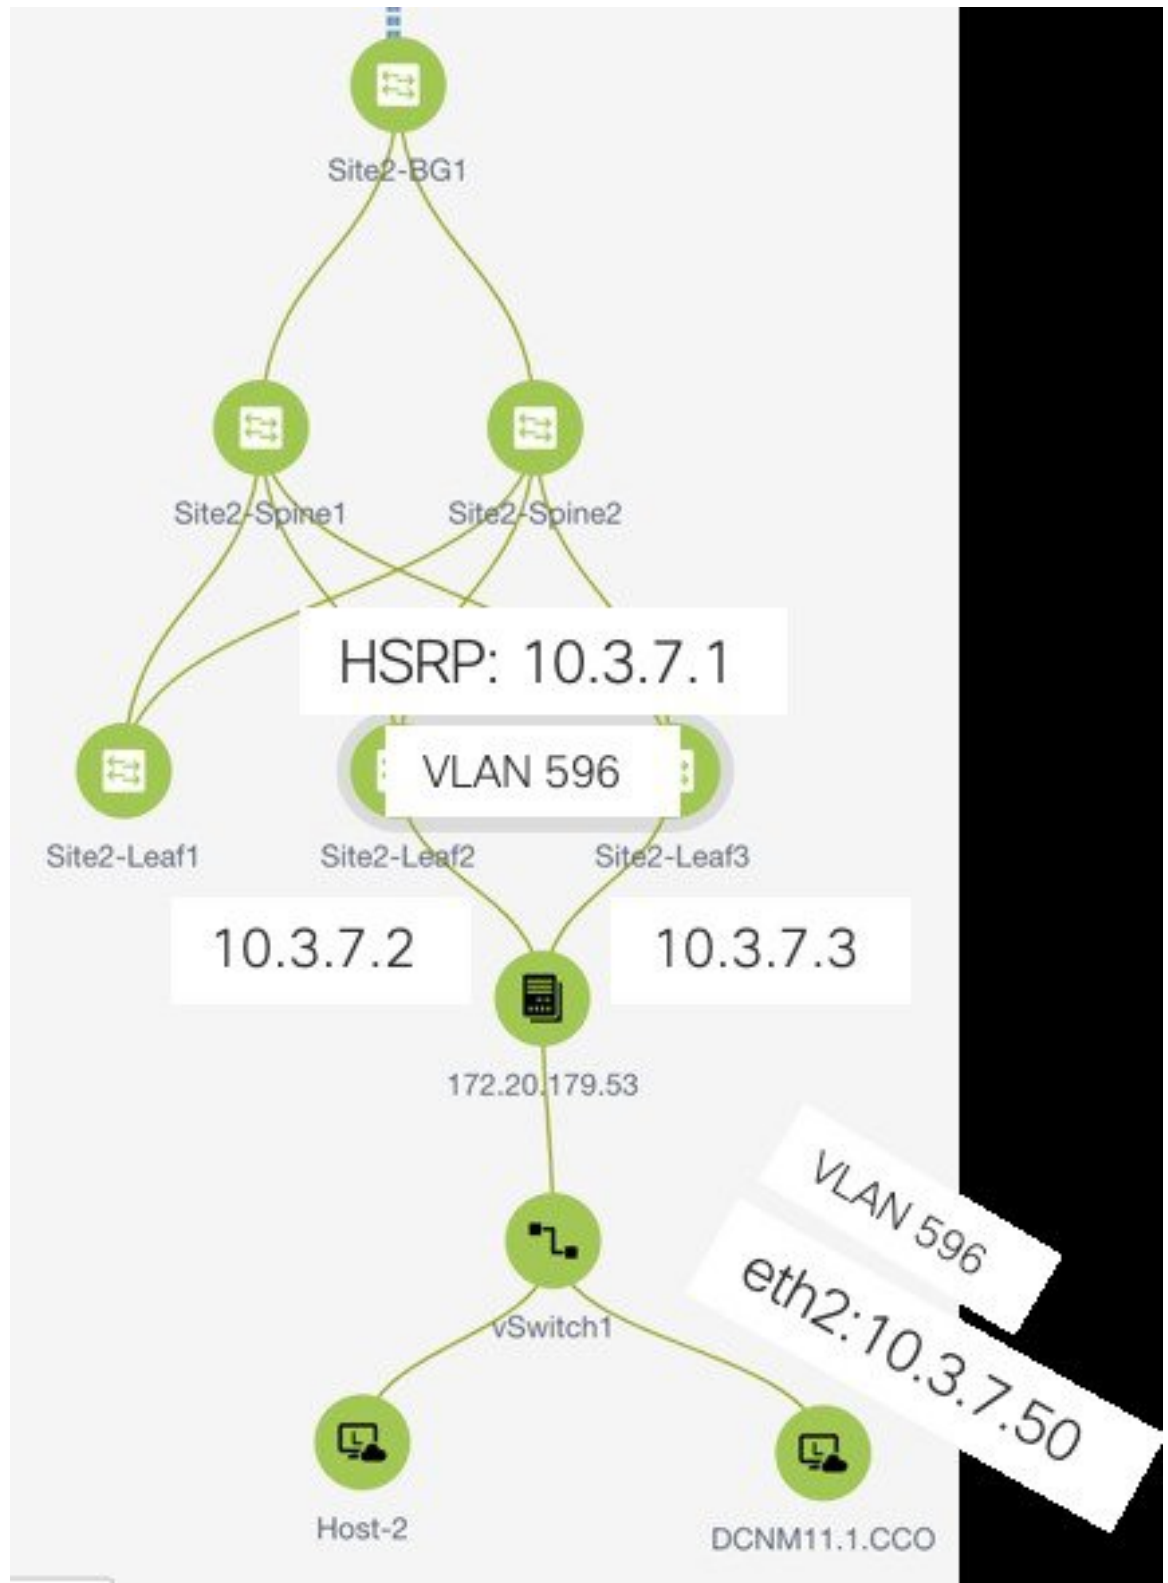 Site2-BG1
Site2-Spine1
Site2-Spine2
HSRP: 10.3.7.1
VLAN 596
Site2-Leaf1
Site2-Leaf2
Site2-Leaf3
10.3.7.2
10.3.7.3
172.20.179.53
VLAN 596
eth2:10.3.7.50
vSwitch1
Host-2
DCNM11.1.CCO